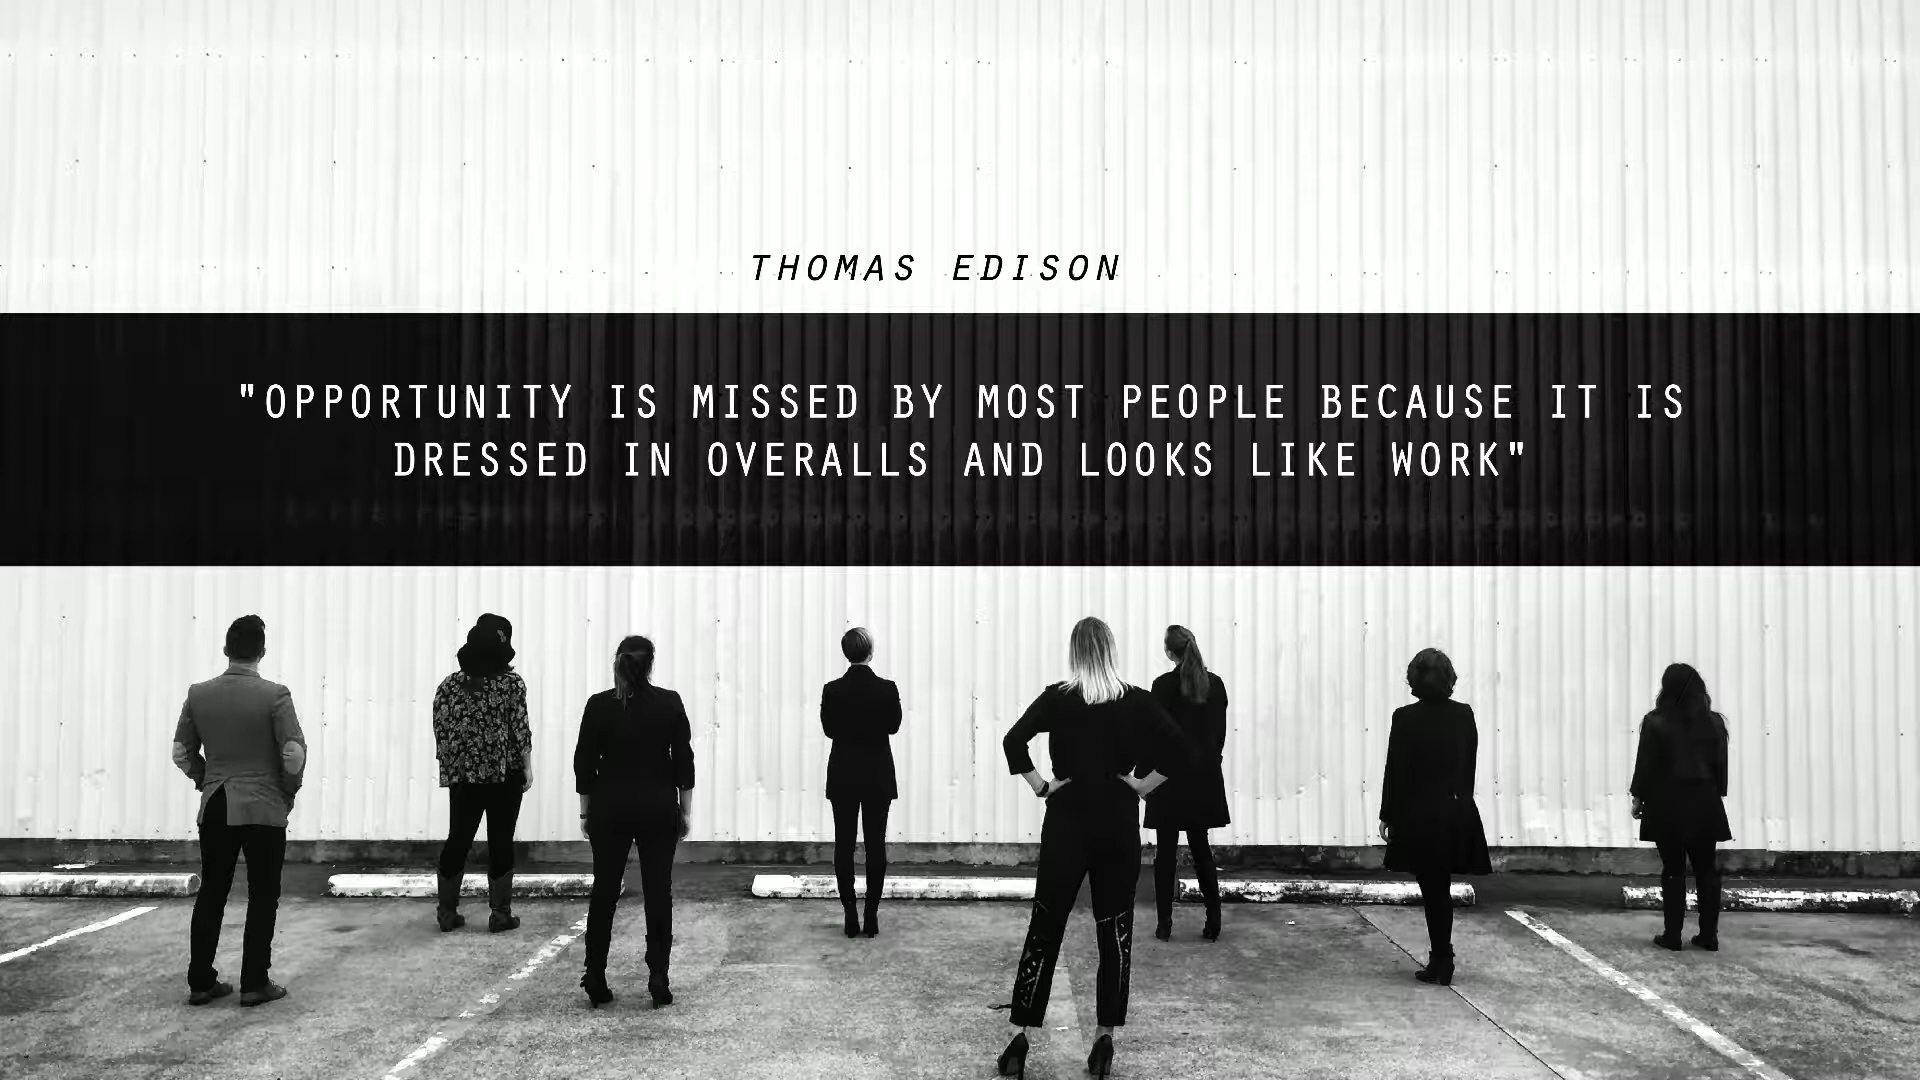 THOMAS EDISON
"OPPORTUNITY IS MISSED BY MOST PEOPLE BECAUSE IT IS
DRESSED IN OVERALLS AND LOOKS LIKE WORK"